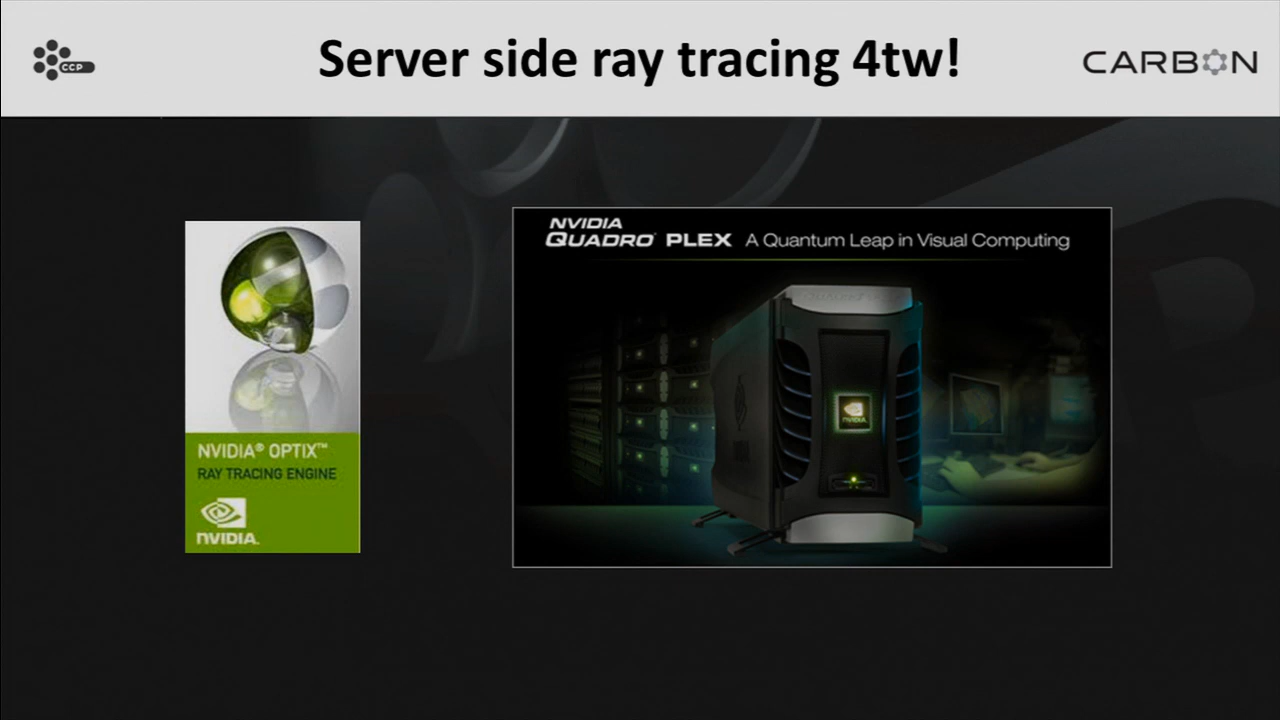 CCP
Server side ray tracing 4tw!
CARBON
NVIDIA® OPTIX™
RAY TRACING ENGINE
NVIDIA.
NVIDIA
QUADRO® PLEX A Quantum Leap in Visual Computing
NVIDIA.